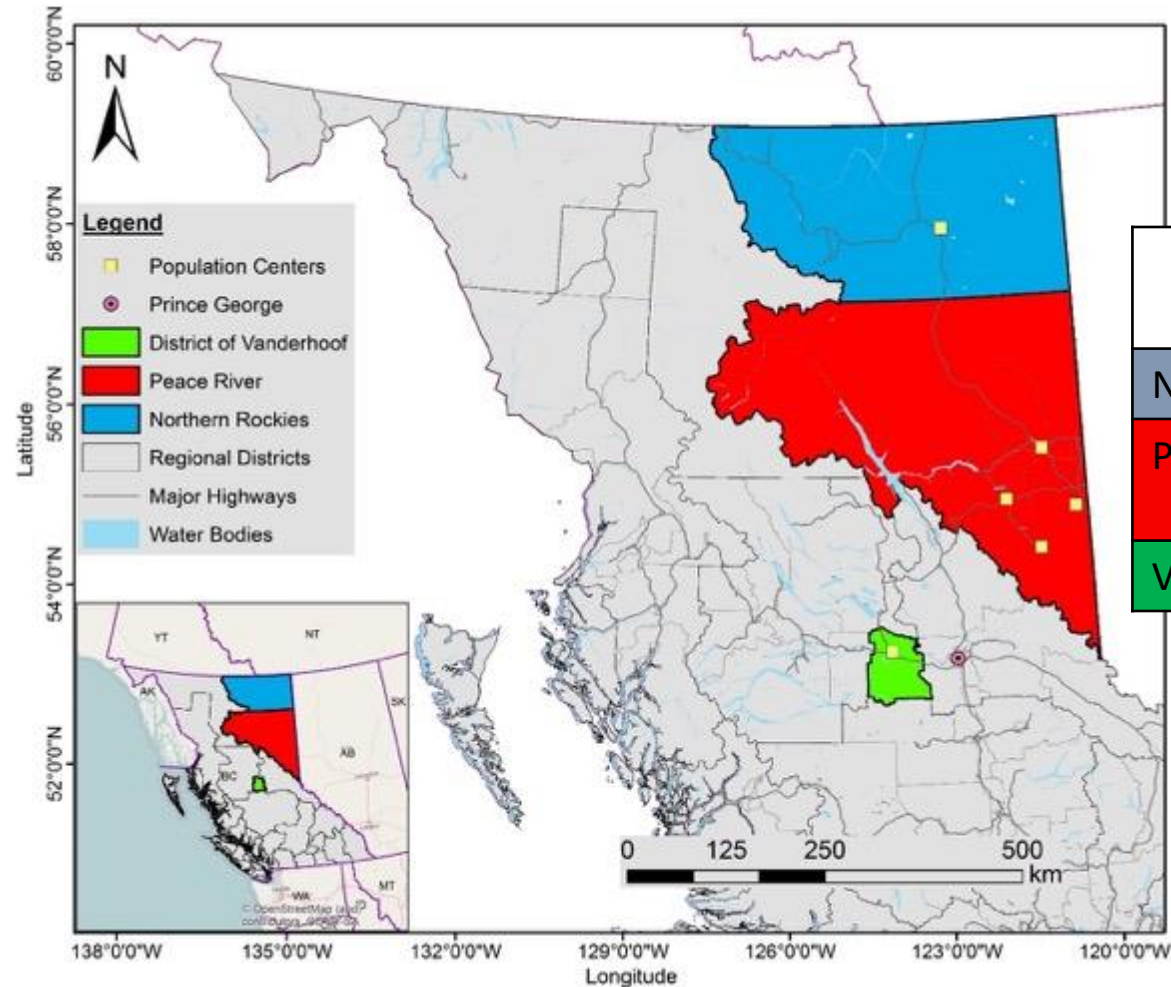 N
Legend
Population Centers
Prince George
District of Vanderhoof
Peace River
Northern Rockies
Regional Districts
Major Highways
Water Bodies
60°0'0"N
58°0'0"N
56°0'0"N
54°0'0"N
52°0'0"N
Latitude
YT
NT
AK
BC
AB
SK
WA
MT
© OpenStreetMap (and)
contributors,
0 125 250 500
km
138°0'0"W 135°0'0"W 132°0'0"W 129°0'0"W 126°0'0"W 123°0'0"W 120°0'0"W
Longitude
N
P
V